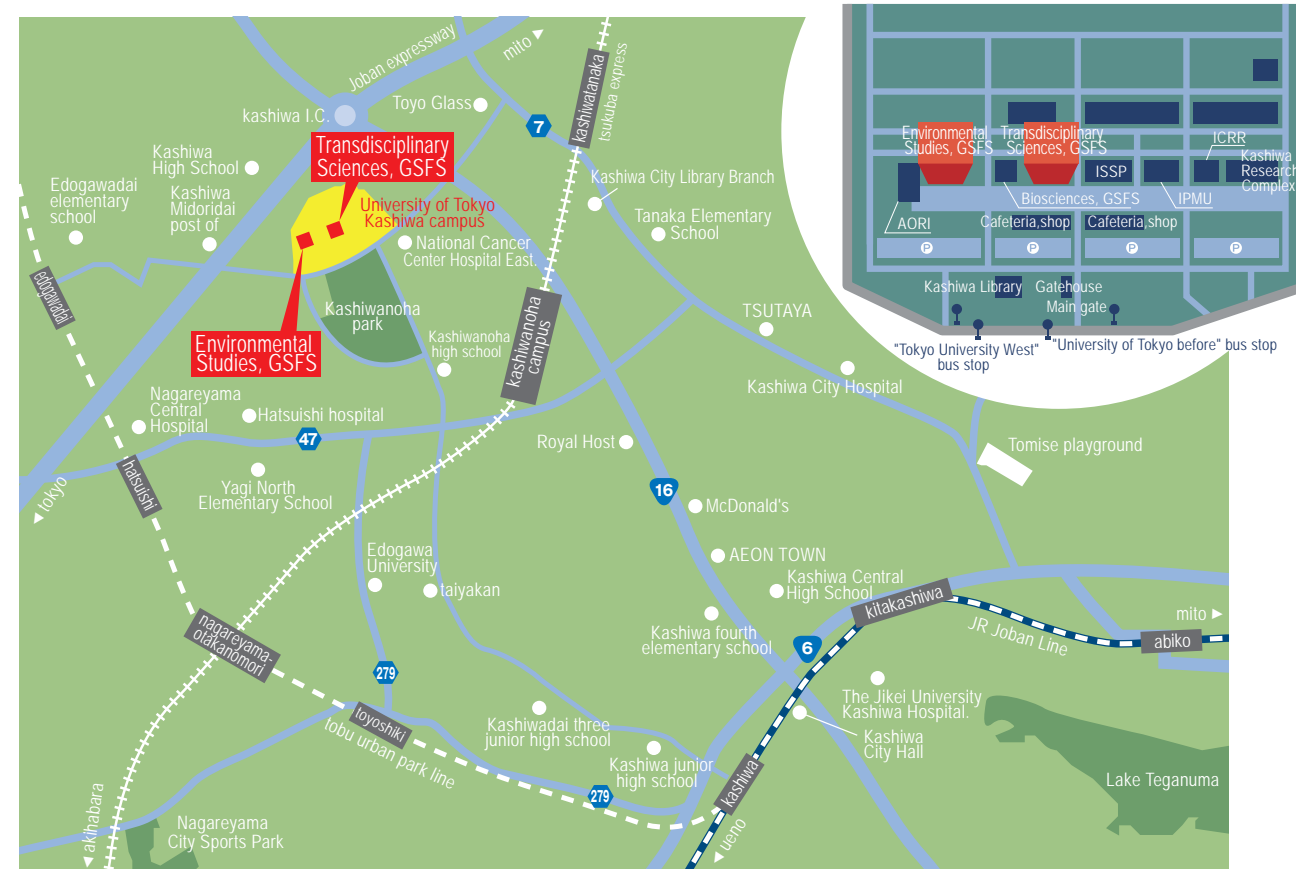 Joban expressway
mito
kashiwa I.C.
Toyo Glass
7
kashiwatanaka
tsukuba express
Transdisciplinary
Sciences, GSFS
Kashiwa
High School
Edogawadai
elementary
school
Kashiwa
Midoridai
post of
University of Tokyo
Kashiwa campus
Kashiwa City Library Branch
Tanaka Elementary
School
National Cancer
Center Hospital East.
edogawadai
Kashiwanoha
park
Environmental
Studies, GSFS
Kashiwanoha
high school
kashiwanoha
campus
TSUTAYA
Kashiwa City Hospital
Nagareyama
Central
Hospital
Hatsuishi hospital
47
Royal Host
Tomise playground
hatsuishi
tokyo
Yagi North
Elementary School
16
McDonald's
AEON TOWN
Edogawa
University
taiyakan
Kashiwa Central
High School
kitakashiwa
Kashiwa fourth
elementary school
6
JR Joban Line
mito
abiko
nagareyama-
otakanomori
279
toyoshiki
tobu urban park line
Kashiwadai three
junior high school
Kashiwa junior
high school
The Jikei University
Kashiwa Hospital.
Kashiwa
City Hall
279
kashiwa
ueno
Lake Teganuma
akihabara
Nagareyama
City Sports Park
Environmental
Studies, GSFS
Transdisciplinary
Sciences, GSFS
ICRR
ISSP
Kashiwa
Research
Complex
Biosciences, GSFS
IPMU
AORI
Cafeteria,shop
Cafeteria,shop
P
P
P
P
Kashiwa Library
Gatehouse
Main gate
"Tokyo University West"
bus stop
"University of Tokyo before" bus stop